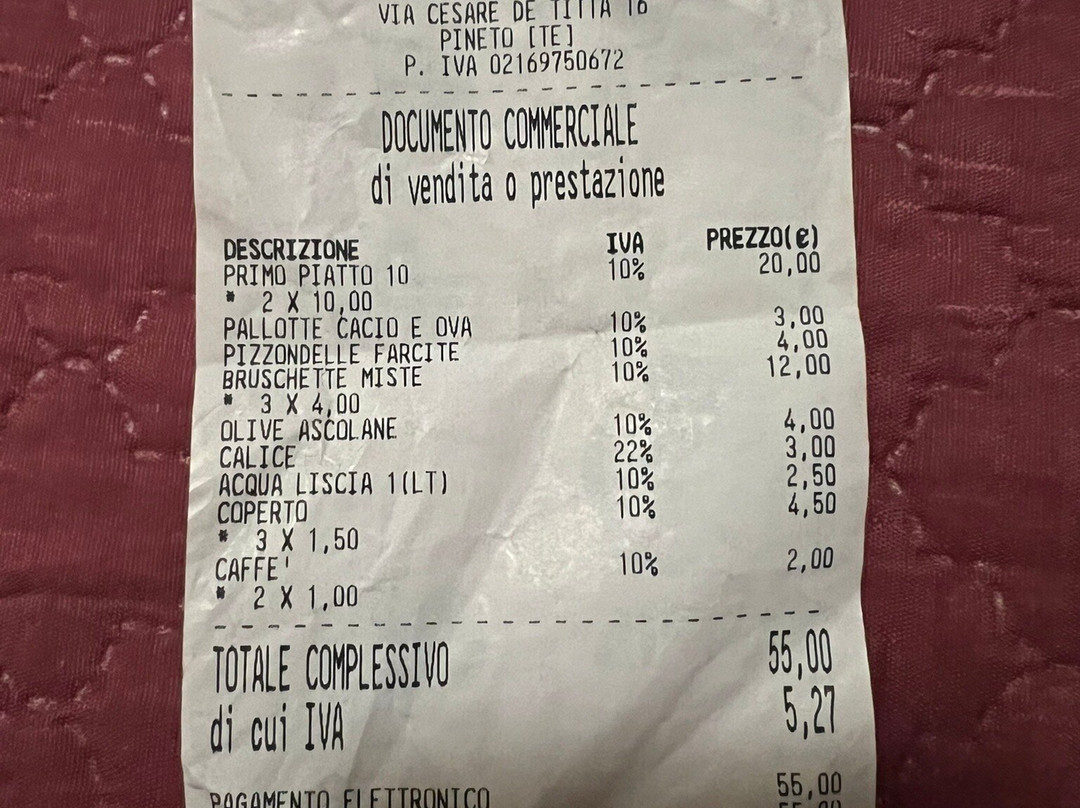 VIA CESARE DE TITTA 16
PINETO [TE]
P. IVA 02169750672
DOCUMENTO COMMERCIALE
di vendita o prestazione
DESCRIZIONE IVA PREZZO(€)
PRIMO PIATTO 10 10% 20,00
* 2 X 10,00
PALLOTTE CACIO E OVA 10% 3,00
PIZZONDELLE FARCITE 10% 4,00
BRUSCHETTE MISTE 10% 12,00
* 3 X 4,00
OLIVE ASCOLANE 10% 4,00
CALICE 22% 3,00
ACQUA LISCIA 1(LT) 10% 2,50
COPERTO 10% 4,50
* 3 X 1,50
CAFFE' 10% 2,00
* 2 X 1,00
TOTALE COMPLESSIVO 55,00
di cui IVA 5,27
PAGAMENTO ELETTRONICO 55,00